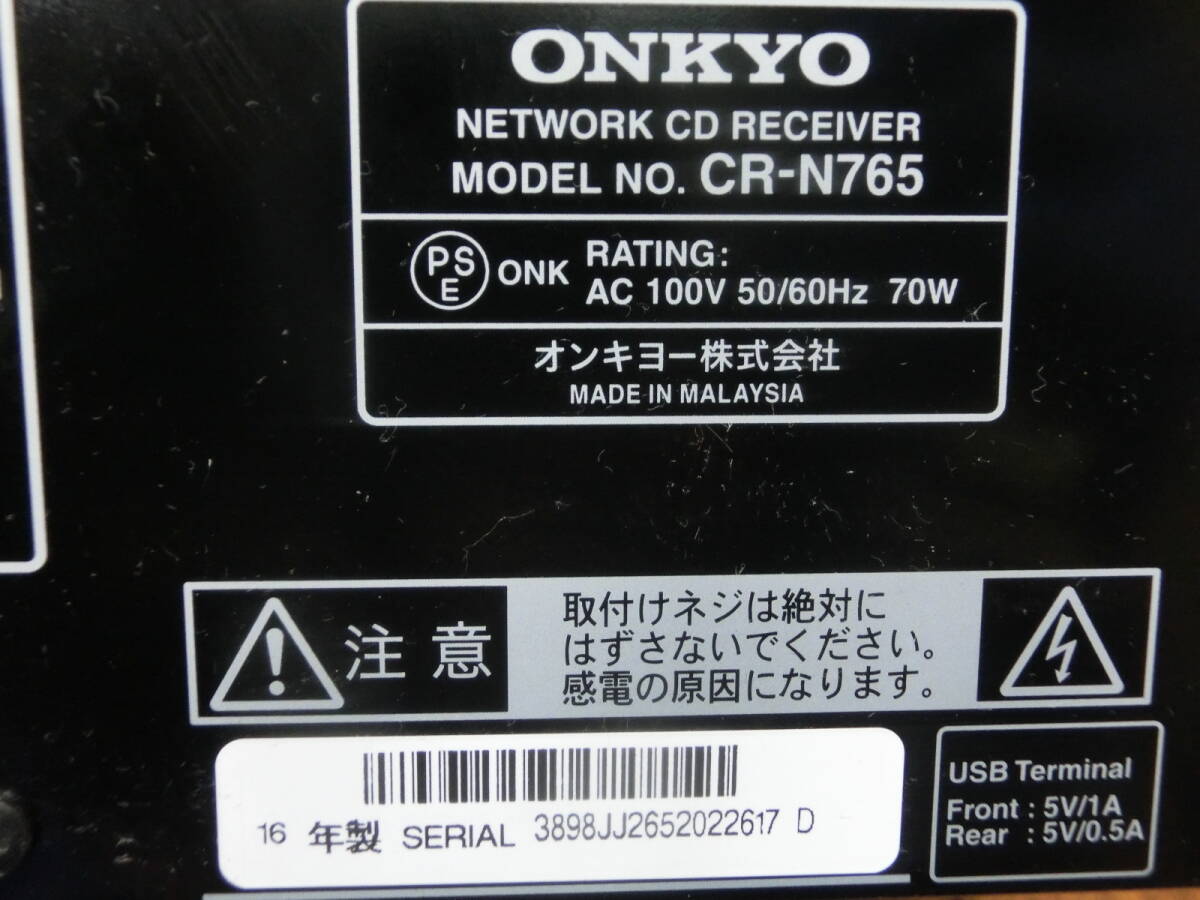 ONKYO
NETWORK CD RECEIVER
MODEL NO. CR-N765
PS
E
ONK
RATING:
AC 100V 50/60Hz 70W
オンキヨー株式会社
MADE IN MALAYSIA
注意
取付けネジは絶対に
はずさないでください。
感電の原因になります。
16 年製 SERIAL 3898JJ2652022617 D
USB Terminal
Front : 5V/1A
Rear : 5V/0.5A